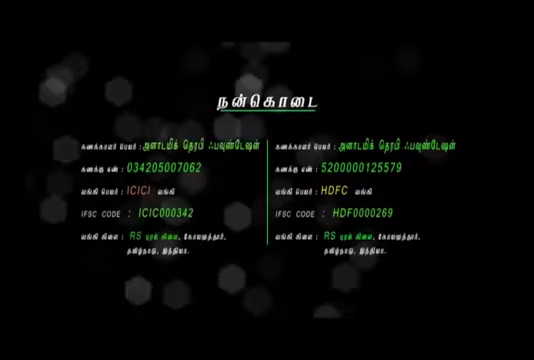 நன்கொடை
கணக்காளர் பெயர் : அனாடமிக் தெரபி ஃபவுண்டேஷன்
கணக்கு எண் : 034205007062
வங்கி பெயர் : ICICI வங்கி
IFSC CODE : ICIC000342
வங்கி கிளை : RS புரம் கிளை, கோயமுத்தூர்,
தமிழ்நாடு, இந்தியா.
கணக்காளர் பெயர் : அனாடமிக் தெரபி ஃபவுண்டேஷன்
கணக்கு எண் : 5200000125579
வங்கி பெயர் : HDFC வங்கி
IFSC CODE : HDF0000269
வங்கி கிளை : RS புரம் கிளை, கோயமுத்தூர்,
தமிழ்நாடு, இந்தியா.